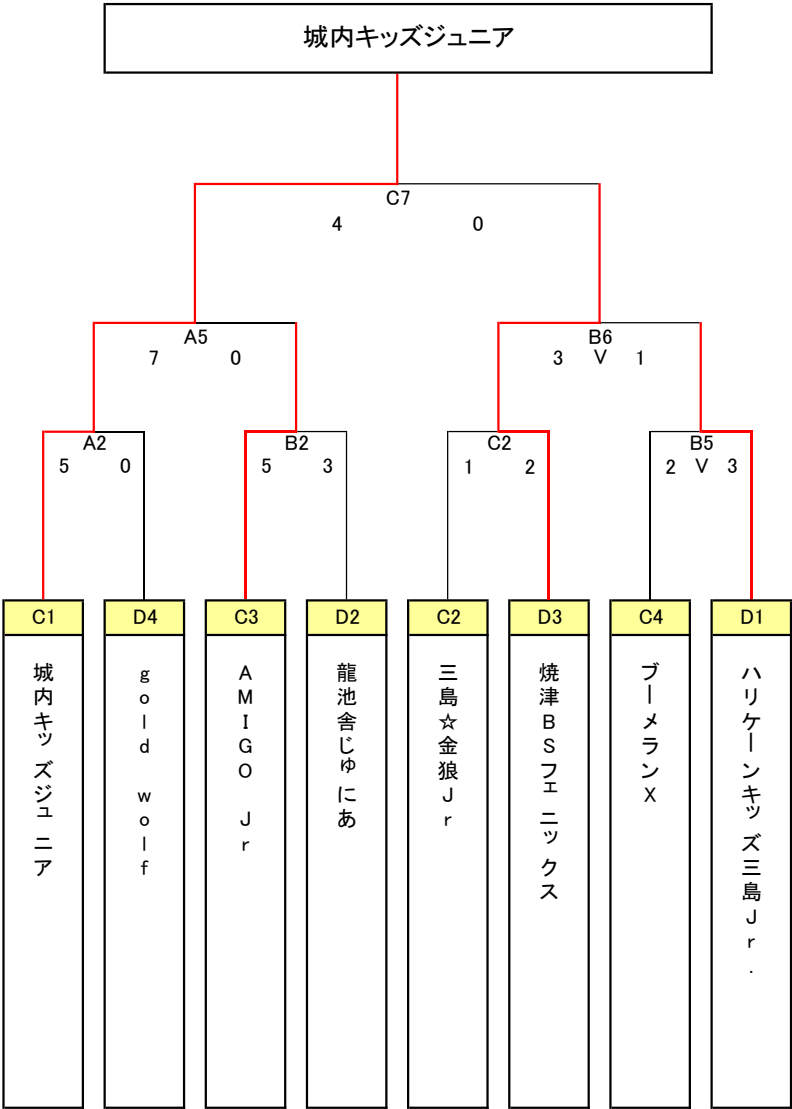 城内キッズジュニア
C7
4 0
A5
7 0
B6
3 V 1
A2
5 0
B2
5 3
C2
1 2
B5
2 V 3
C1
D4
C3
D2
C2
D3
C4
D1
城内キッズジュニア
gold wolf
AMIGO Jr
龍池舎じゅにあ
三島☆金狼Jr
焼津BSフェニックス
ブーメランX
ハリケーンキッズ三島Jr.